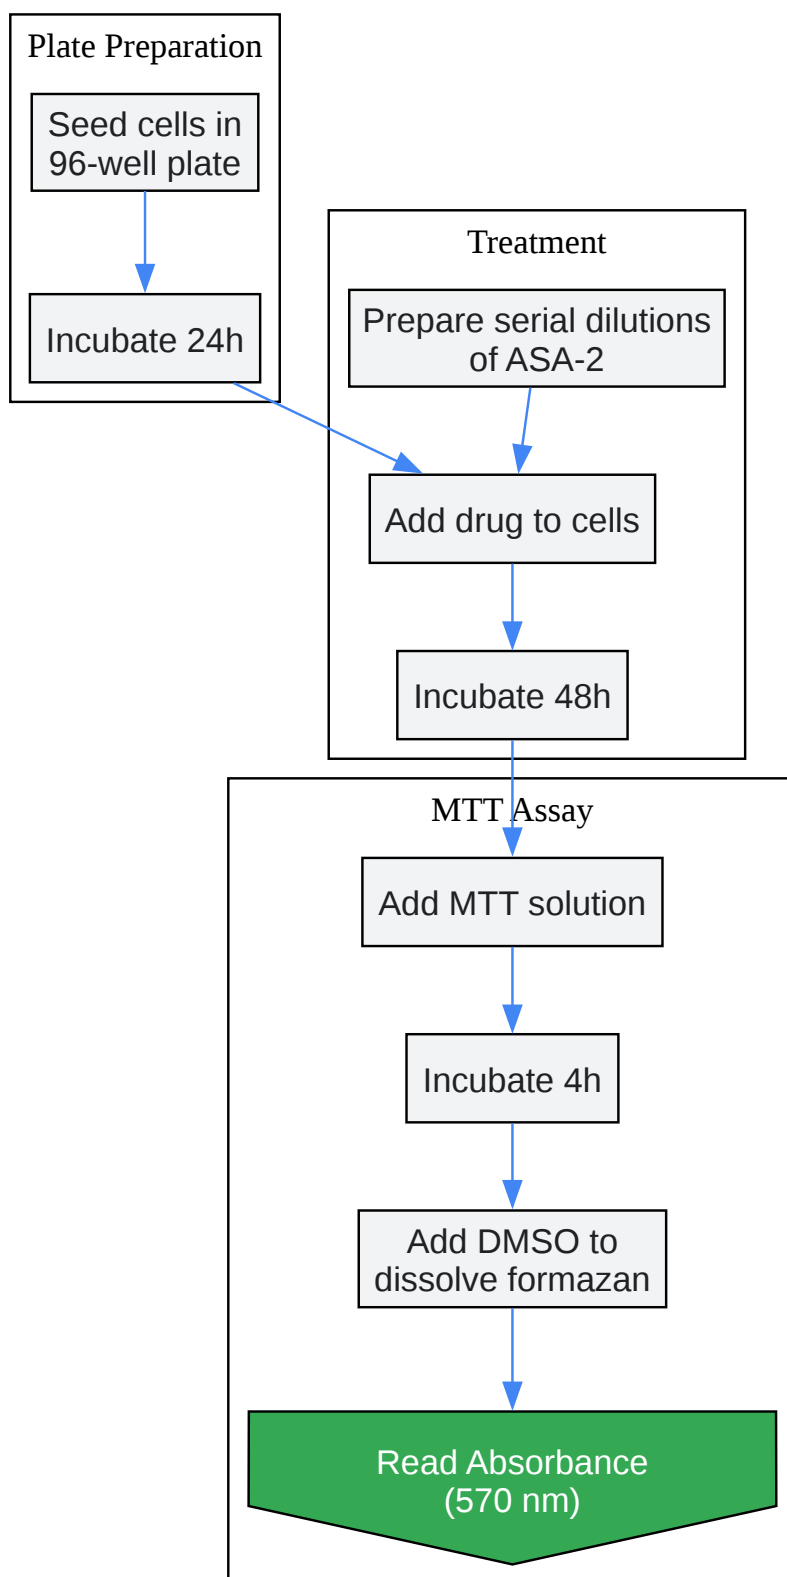 Plate Preparation
Seed cells in
96-well plate
Incubate 24h
Treatment
Prepare serial dilutions
of ASA-2
Add drug to cells
Incubate 48h
MTT Assay
Add MTT solution
Incubate 4h
Add DMSO to
dissolve formazan
Read Absorbance
(570 nm)